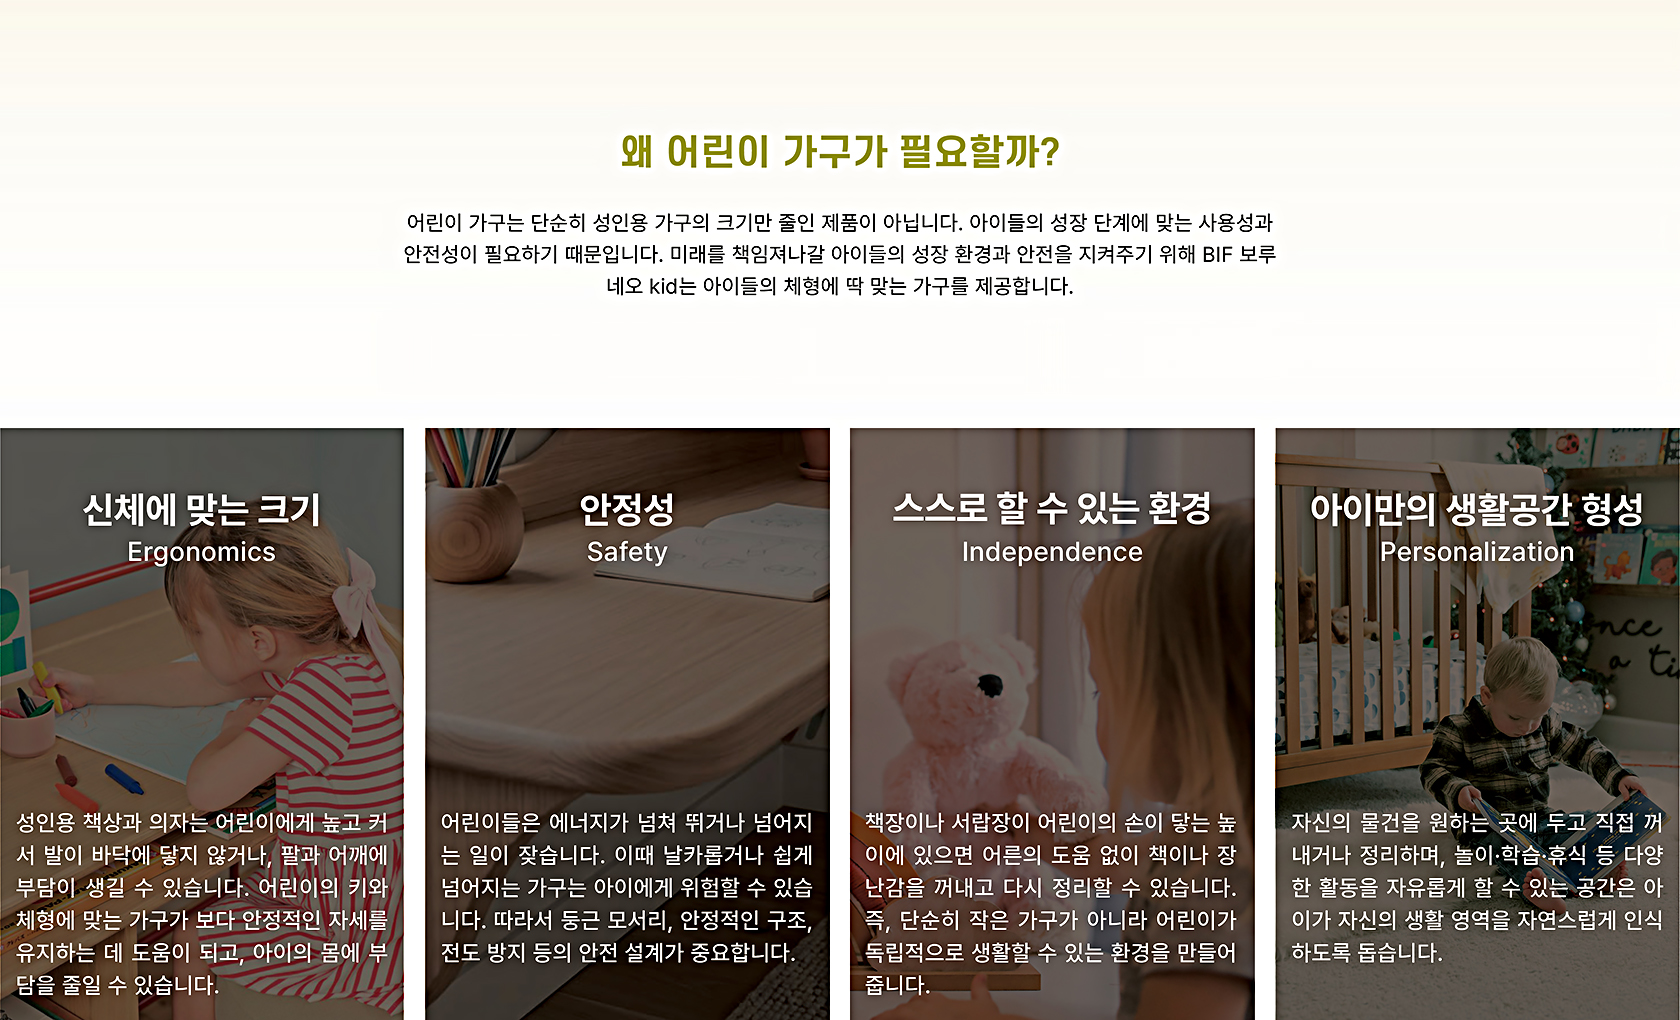 왜 어린이 가구가 필요할까?
어린이 가구는 단순히 성인용 가구의 크기만 줄인 제품이 아닙니다. 아이들의 성장 단계에 맞는 사용성과
안전성이 필요하기 때문입니다. 미래를 책임져나갈 아이들의 성장 환경과 안전을 지켜주기 위해 BIF 보루
네오 kid는 아이들의 체형에 딱 맞는 가구를 제공합니다.
신체에 맞는 크기
Ergonomics
성인용 책상과 의자는 어린이에게 높고 커
서 발이 바닥에 닿지 않거나, 팔과 어깨에
부담이 생길 수 있습니다. 어린이의 키와
체형에 맞는 가구가 보다 안정적인 자세를
유지하는 데 도움이 되고, 아이의 몸에 부
담을 줄일 수 있습니다.
안정성
Safety
어린이들은 에너지가 넘쳐 뛰거나 넘어지
는 일이 잦습니다. 이때 날카롭거나 쉽게
넘어지는 가구는 아이에게 위험할 수 있습
니다. 따라서 둥근 모서리, 안정적인 구조,
전도 방지 등의 안전 설계가 중요합니다.
스스로 할 수 있는 환경
Independence
책장이나 서랍장이 어린이의 손이 닿는 높
이에 있으면 어른의 도움 없이 책이나 장
난감을 꺼내고 다시 정리할 수 있습니다.
즉, 단순히 작은 가구가 아니라 어린이가
독립적으로 생활할 수 있는 환경을 만들어
줍니다.
아이만의 생활공간 형성
Personalization
자신의 물건을 원하는 곳에 두고 직접 꺼
내거나 정리하며, 놀이·학습·휴식 등 다양
한 활동을 자유롭게 할 수 있는 공간은 아
이가 자신의 생활 영역을 자연스럽게 인식
하도록 돕습니다.